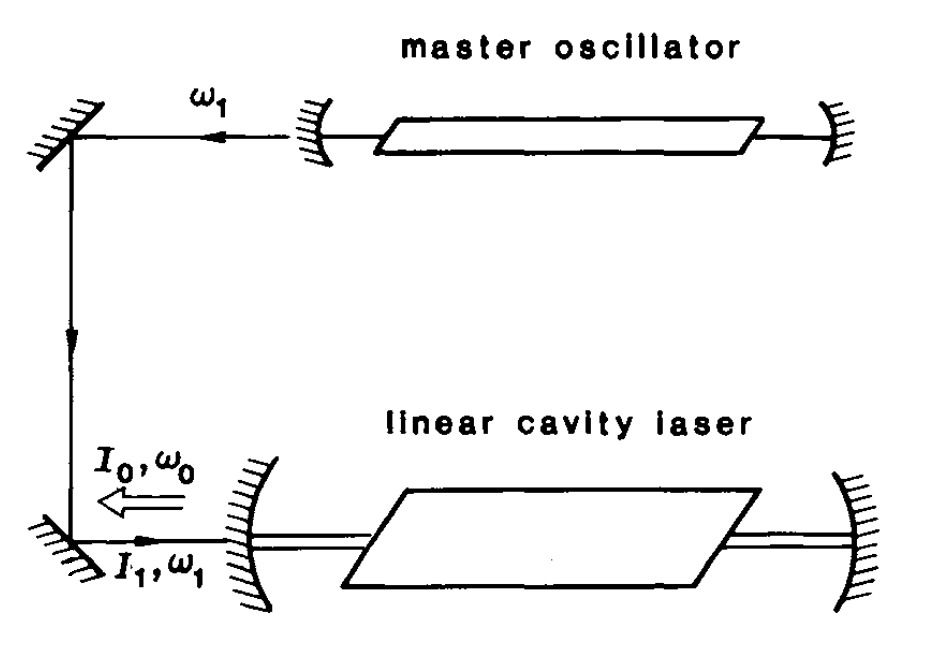 master oscillator
ω₁
linear cavity laser
I₀, ω₀
I₁, ω₁